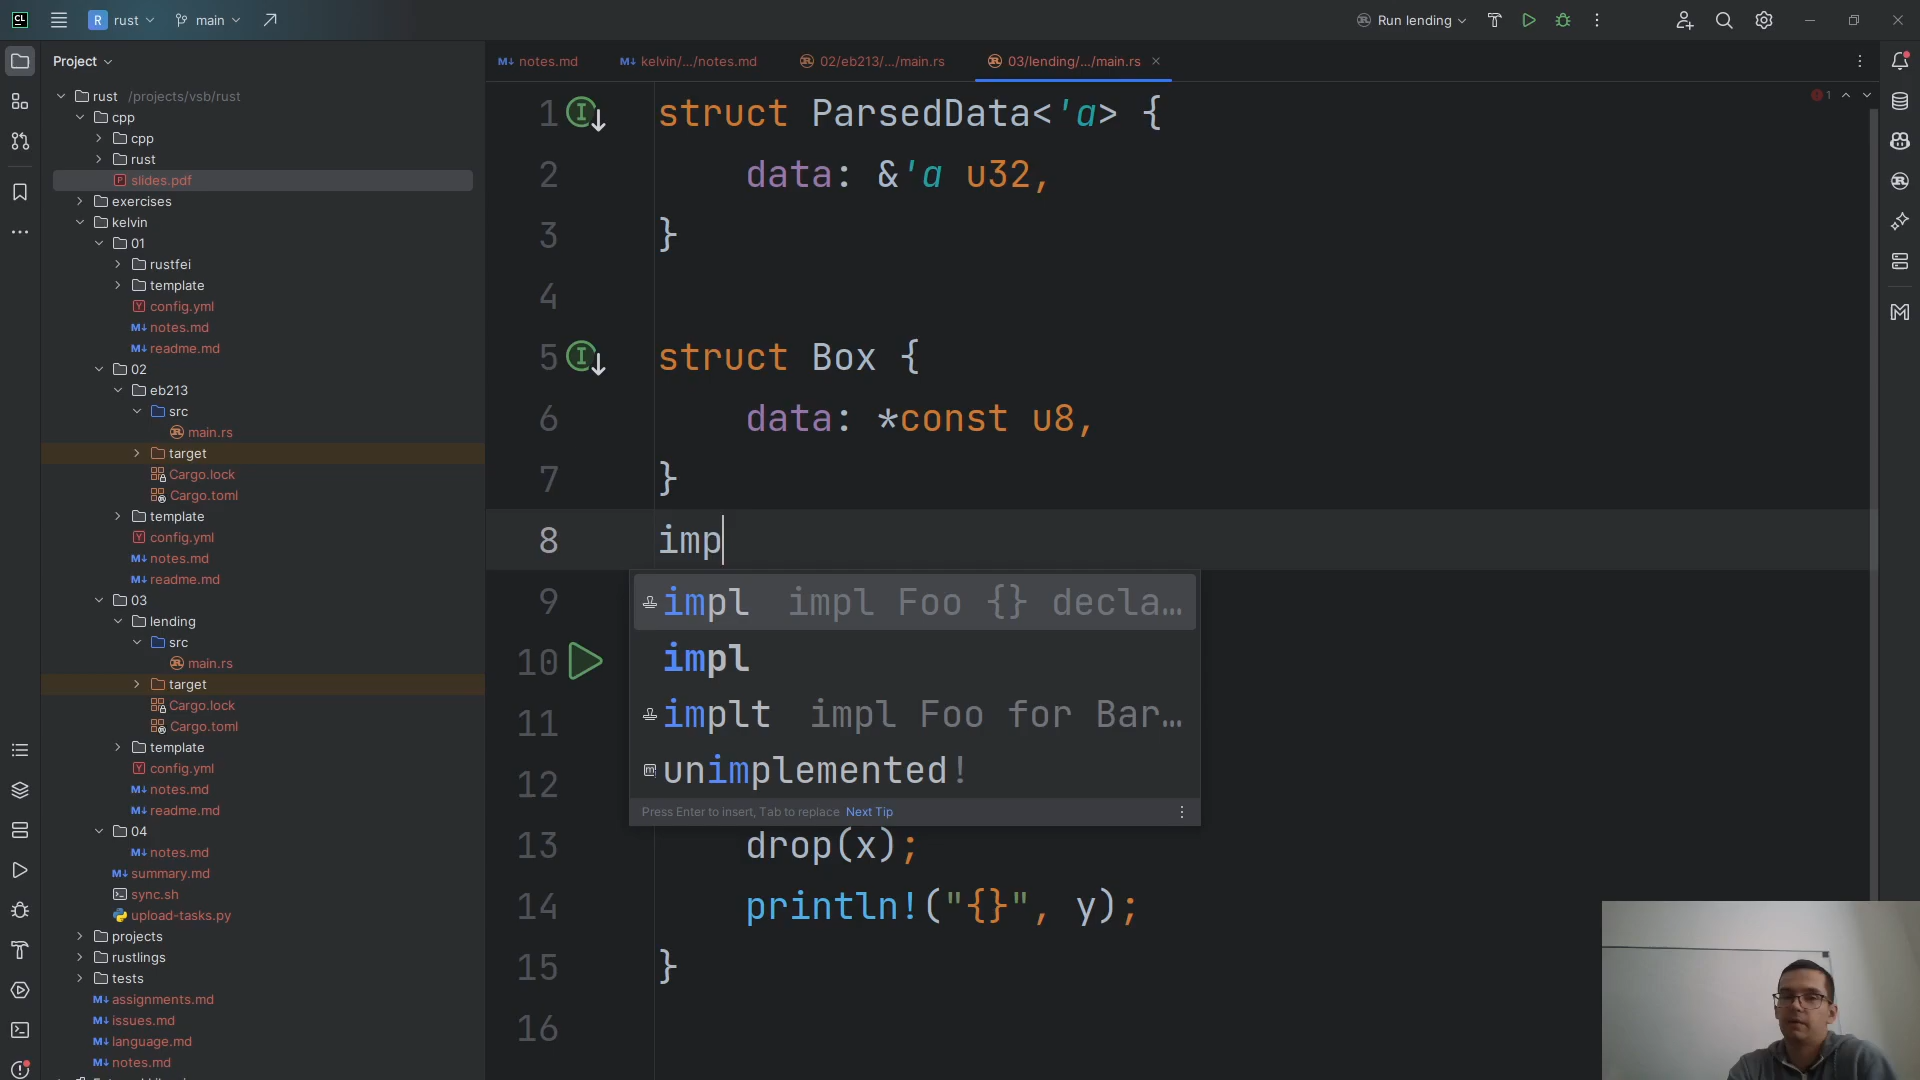 CL
R rust
main
Run lending
Project
notes.md
kelvin/.../notes.md
02/eb213/.../main.rs
03/lending/.../main.rs
rust /projects/vsb/rust
cpp
cpp
rust
slides.pdf
exercises
kelvin
01
rustfei
template
config.yml
notes.md
readme.md
02
eb213
src
main.rs
target
Cargo.lock
Cargo.toml
template
config.yml
notes.md
readme.md
03
lending
src
main.rs
target
Cargo.lock
Cargo.toml
template
config.yml
notes.md
readme.md
04
notes.md
summary.md
sync.sh
upload-tasks.py
projects
rustlings
tests
assignments.md
issues.md
language.md
notes.md
1
1 struct ParsedData<'a> {
2 data: &'a u32,
3 }
4
5 struct Box {
6 data: *const u8,
7 }
8 imp
9
10
11
12
impl impl Foo {} decla…
impl
implt impl Foo for Bar…
unimplemented!
Press Enter to insert, Tab to replace Next Tip
13 drop(x);
14 println!("{}", y);
15 }
16